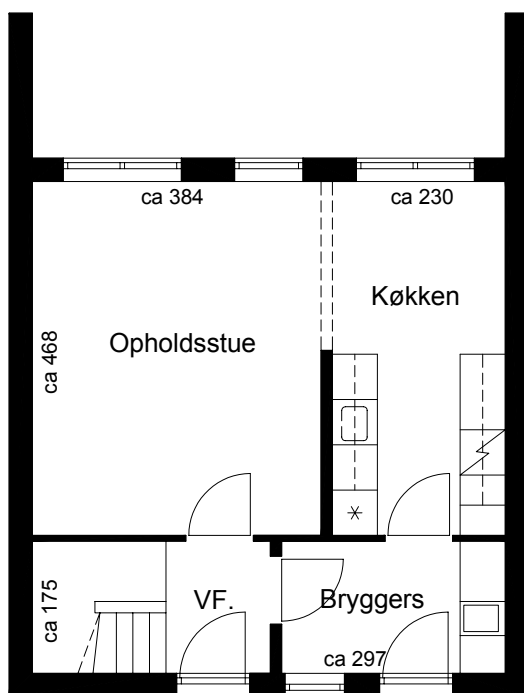 ca 384
ca 230
Køkken
Opholdsstue
ca 468
ca 175
VF.
Bryggers
ca 297